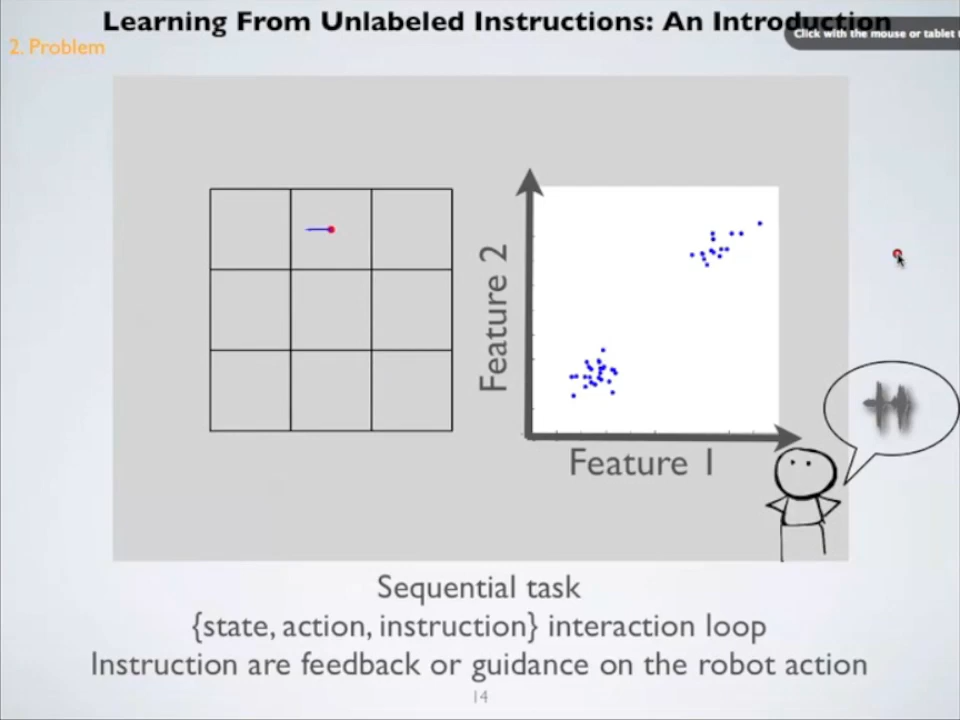 Learning From Unlabeled Instructions: An Introduction
2. Problem
Click with the mouse or tablet
Feature 2
Feature 1
Sequential task
{state, action, instruction} interaction loop
Instruction are feedback or guidance on the robot action
14